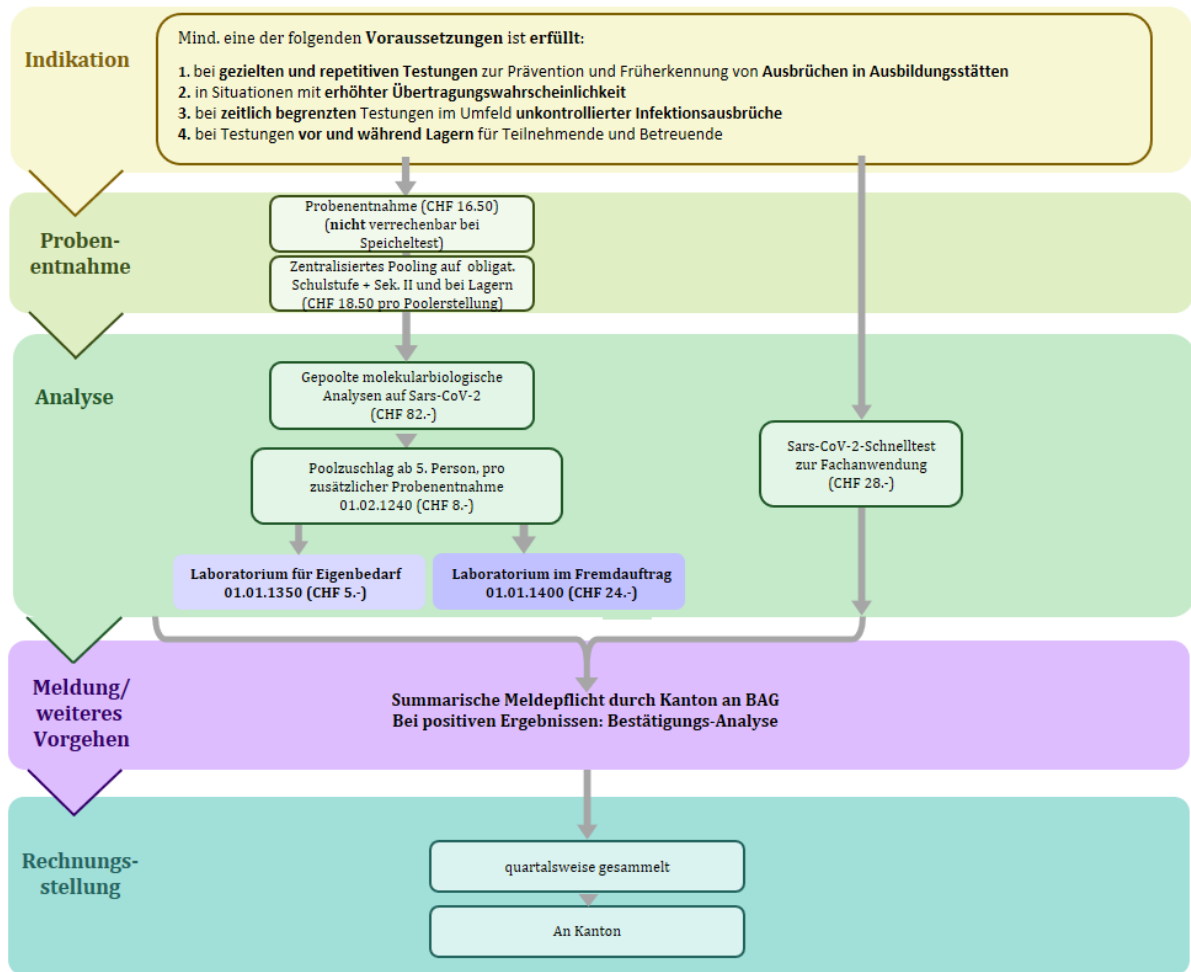 Indikation
Mind. eine der folgenden Voraussetzungen ist erfüllt:
1. bei gezielten und repetitiven Testungen zur Prävention und Früherkennung von Ausbrüchen in Ausbildungsstätten
2. in Situationen mit erhöhter Übertragungswahrscheinlichkeit
3. bei zeitlich begrenzten Testungen im Umfeld unkontrollierter Infektionsausbrüche
4. bei Testungen vor und während Lagern für Teilnehmende und Betreuende
Proben-
entnahme
Probenentnahme (CHF 16.50)
(nicht verrechenbar bei
Speicheltest)
Zentralisiertes Pooling auf obligat.
Schulstufe + Sek. II und bei Lagern
(CHF 18.50 pro Poolerstellung)
Analyse
Gepoolte molekularbiologische
Analysen auf Sars-CoV-2
(CHF 82.-)
Poolzuschlag ab 5. Person, pro
zusätzlicher Probenentnahme
01.02.1240 (CHF 8.-)
Sars-CoV-2-Schnelltest
zur Fachanwendung
(CHF 28.-)
Laboratorium für Eigenbedarf
01.01.1350 (CHF 5.-)
Laboratorium im Fremdauftrag
01.01.1400 (CHF 24.-)
Meldung/
weiteres
Vorgehen
Summarische Meldepflicht durch Kanton an BAG
Bei positiven Ergebnissen: Bestätigungs-Analyse
Rechnungs-
stellung
quartalsweise gesammelt
An Kanton